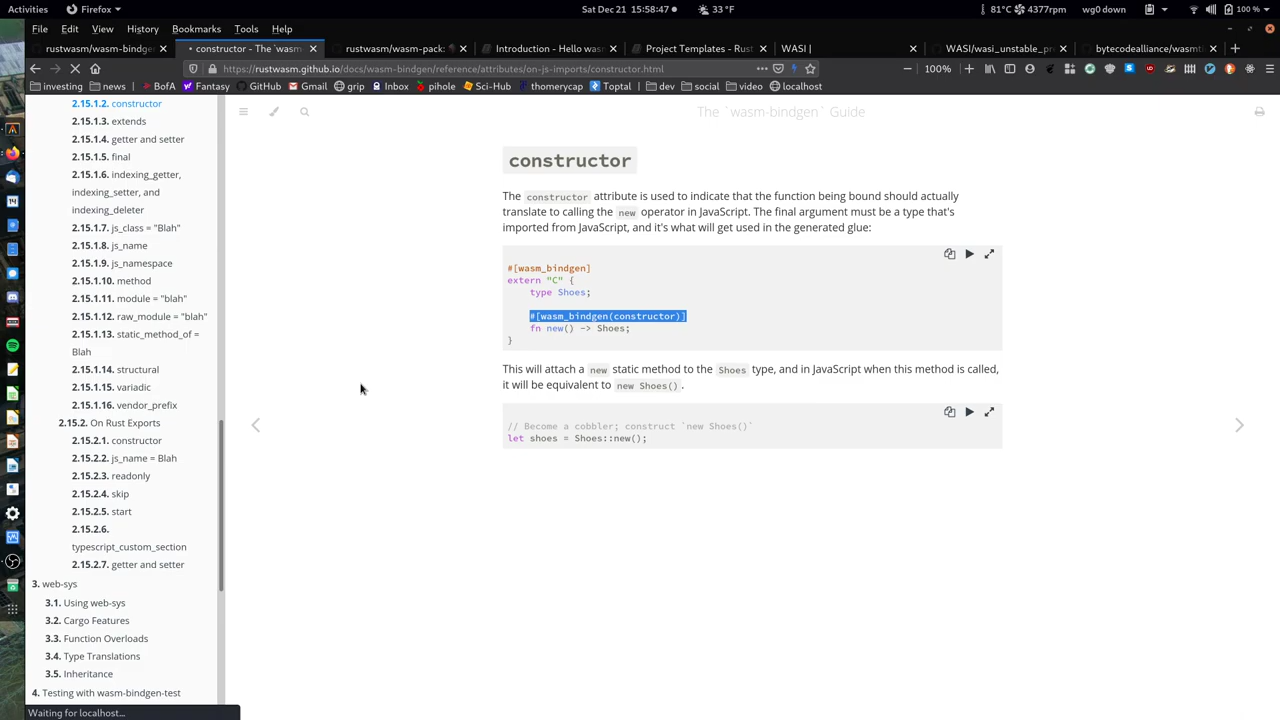 Activities
Firefox
Sat Dec 21 15:58:47
33 °F
81°C
4377rpm
wg0 down
100 %
File Edit View History Bookmarks Tools Help
rustwasm/wasm-bindge
constructor - The `wasm-
rustwasm/wasm-pack:
Introduction - Hello wasm
Project Templates - Rust
WASI |
WASI/wasi_unstable_pr
bytecodealliance/wasmti
https://rustwasm.github.io/docs/wasm-bindgen/reference/attributes/on-js-imports/constructor.html
100%
investing
news
BofA
Fantasy
GitHub
Gmail
grip
Inbox
pihole
Sci-Hub
thomerycap
Toptal
dev
social
video
localhost
2.15.1.2. constructor
2.15.1.3. extends
2.15.1.4. getter and setter
2.15.1.5. final
2.15.1.6. indexing_getter,
indexing_setter, and
indexing_deleter
2.15.1.7. js_class = "Blah"
2.15.1.8. js_name
2.15.1.9. js_namespace
2.15.1.10. method
2.15.1.11. module = "blah"
2.15.1.12. raw_module = "blah"
2.15.1.13. static_method_of =
Blah
2.15.1.14. structural
2.15.1.15. variadic
2.15.1.16. vendor_prefix
2.15.2. On Rust Exports
2.15.2.1. constructor
2.15.2.2. js_name = Blah
2.15.2.3. readonly
2.15.2.4. skip
2.15.2.5. start
2.15.2.6.
typescript_custom_section
2.15.2.7. getter and setter
3. web-sys
3.1. Using web-sys
3.2. Cargo Features
3.3. Function Overloads
3.4. Type Translations
3.5. Inheritance
4. Testing with wasm-bindgen-test
Waiting for localhost...
The `wasm-bindgen` Guide
constructor
The constructor attribute is used to indicate that the function being bound should actually
translate to calling the new operator in JavaScript. The final argument must be a type that's
imported from JavaScript, and it's what will get used in the generated glue:
#[wasm_bindgen]
extern "C" {
    type Shoes;
    #[wasm_bindgen(constructor)]
    fn new() -> Shoes;
}
This will attach a new static method to the Shoes type, and in JavaScript when this method is called,
it will be equivalent to new Shoes() .
// Become a cobbler; construct `new Shoes()`
let shoes = Shoes::new();